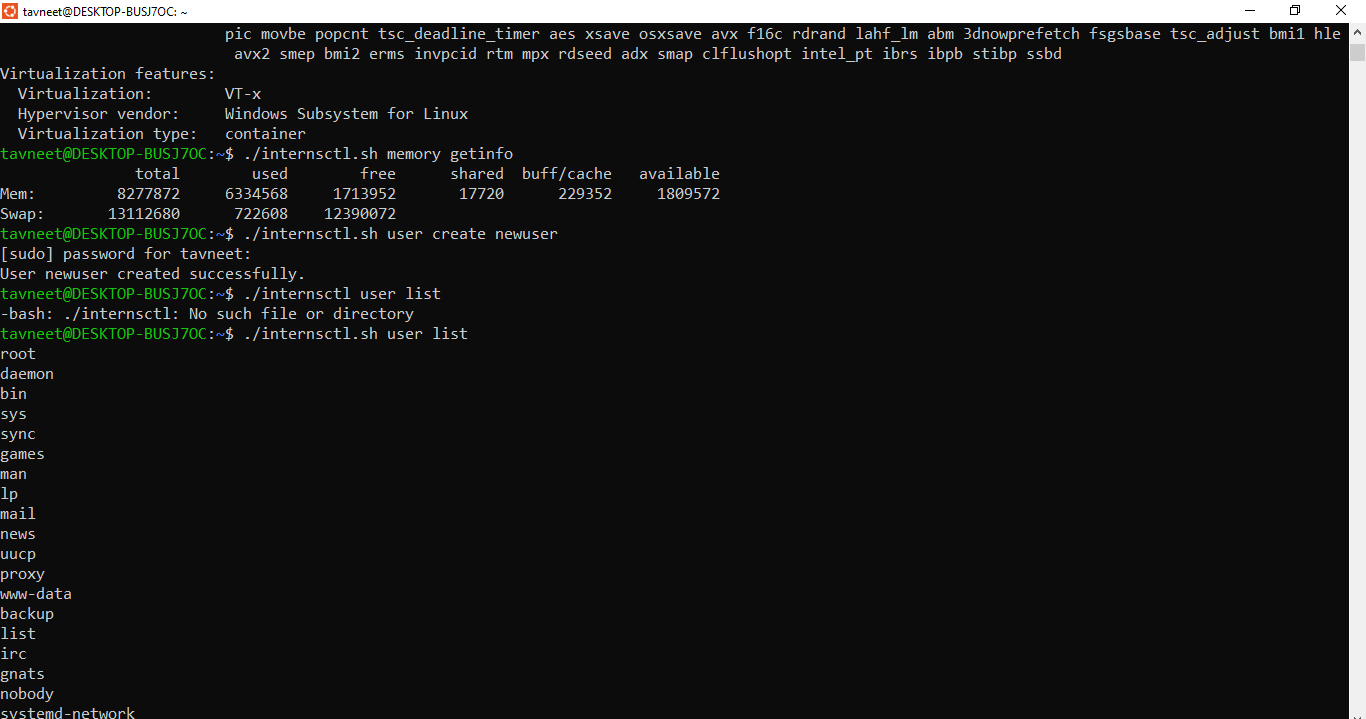 tavneet@DESKTOP-BUSJ7OC: ~
pic movbe popcnt tsc_deadline_timer aes xsave osxsave avx f16c rdrand lahf_lm abm 3dnowprefetch fsgsbase tsc_adjust bmi1 hle
avx2 smep bmi2 erms invpcid rtm mpx rdseed adx smap clflushopt intel_pt ibrs ibpb stibp ssbd
Virtualization features:
  Virtualization:        VT-x
  Hypervisor vendor:     Windows Subsystem for Linux
  Virtualization type:   container
tavneet@DESKTOP-BUSJ7OC:~$ ./internsctl.sh memory getinfo
               total        used        free      shared  buff/cache   available
Mem:         8277872     6334568     1713952       17720      229352     1809572
Swap:       13112680      722608    12390072
tavneet@DESKTOP-BUSJ7OC:~$ ./internsctl.sh user create newuser
[sudo] password for tavneet:
User newuser created successfully.
tavneet@DESKTOP-BUSJ7OC:~$ ./internsctl user list
-bash: ./internsctl: No such file or directory
tavneet@DESKTOP-BUSJ7OC:~$ ./internsctl.sh user list
root
daemon
bin
sys
sync
games
man
lp
mail
news
uucp
proxy
www-data
backup
list
irc
gnats
nobody
systemd-network